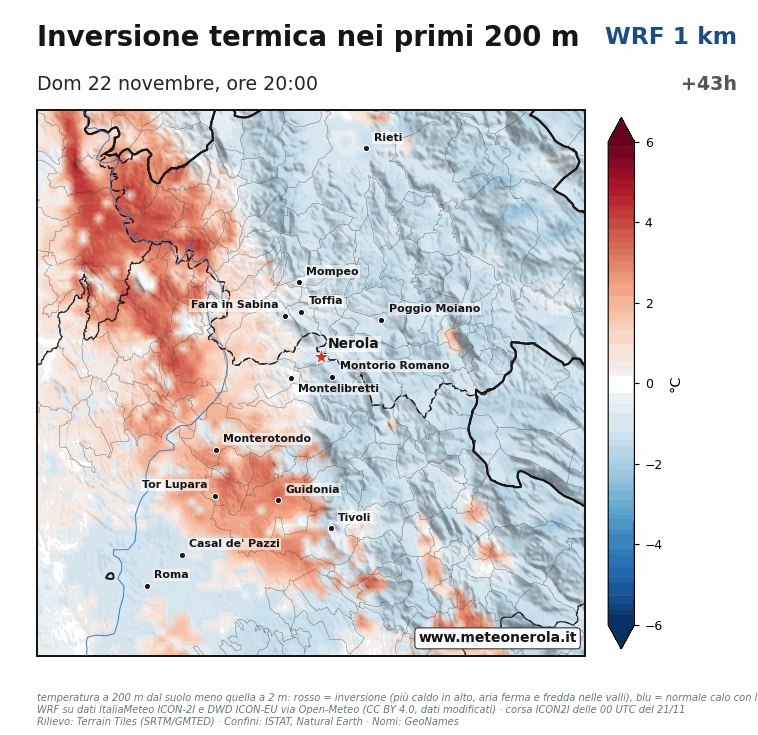 Inversione termica nei primi 200 m
WRF 1 km
Dom 22 novembre, ore 20:00
+43h
Rieti
Mompeo
Fara in Sabina
Toffia
Poggio Moiano
Nerola
Montorio Romano
Montelibretti
Monterotondo
Tor Lupara
Guidonia
Tivoli
Casal de' Pazzi
Roma
www.meteonerola.it
6
4
2
0
−2
−4
−6
°C
temperatura a 200 m dal suolo meno quella a 2 m: rosso = inversione (più caldo in alto, aria ferma e fredda nelle valli), blu = normale calo con l
WRF su dati ItaliaMeteo ICON-2I e DWD ICON-EU via Open-Meteo (CC BY 4.0, dati modificati) · corsa ICON2I delle 00 UTC del 21/11
Rilievo: Terrain Tiles (SRTM/GMTED) · Confini: ISTAT, Natural Earth · Nomi: GeoNames